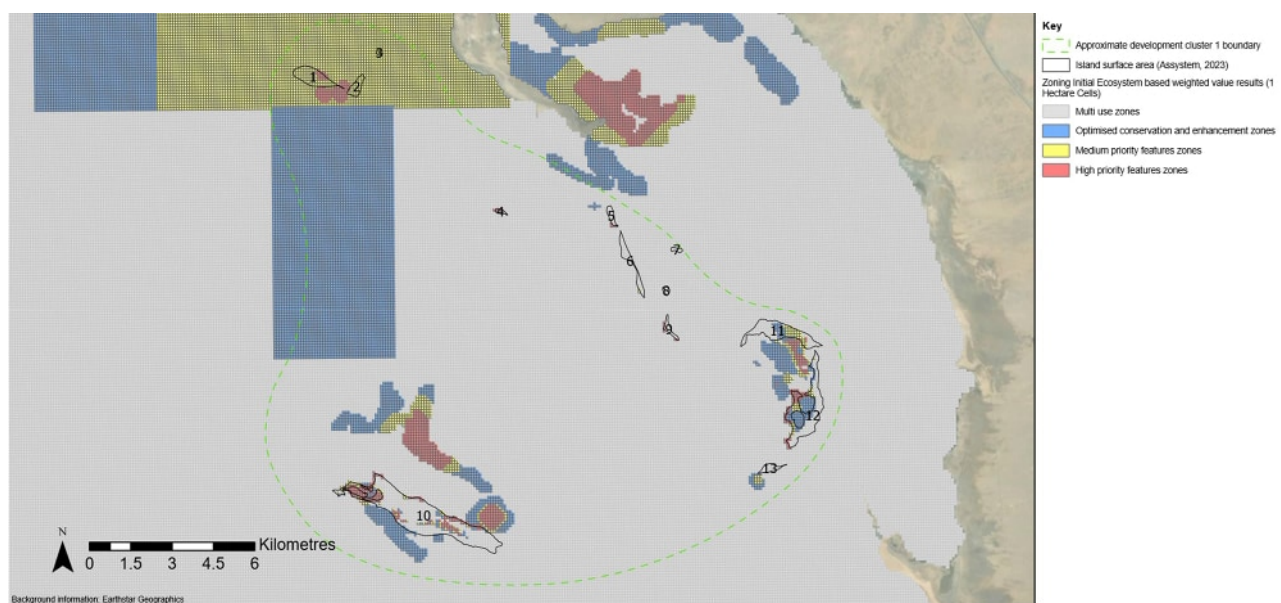 Key
Approximate development cluster 1 boundary
Island surface area (Assystem, 2023)
Zoning Initial Ecosystem based weighted value results (1
Hectare Cells)
Multi use zones
Optimised conservation and enhancement zones
Medium priority features zones
High priority features zones
3
1
2
4
5
7
6
8
9
11
12
13
10
N
Kilometres
0 1.5 3 4.5 6
Background information: Earthstar Geographics